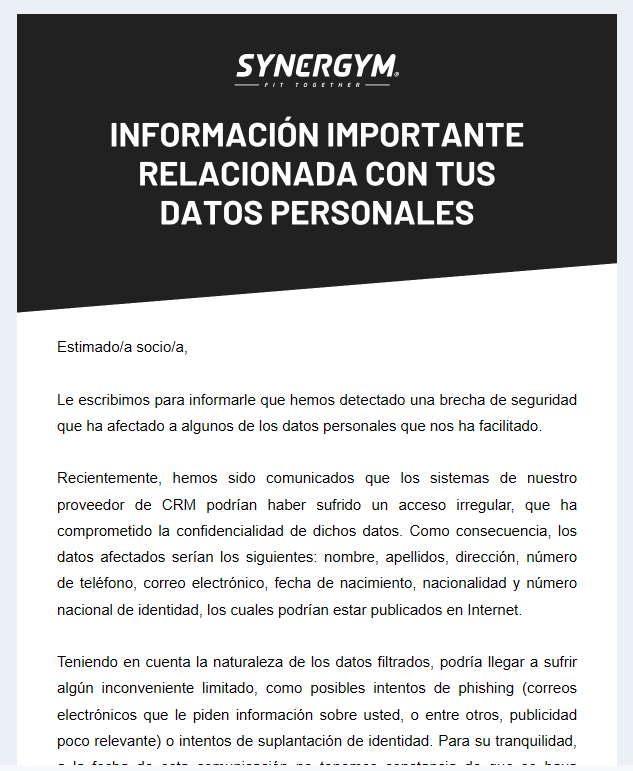 SYNERGYM®
FIT TOGETHER
INFORMACIÓN IMPORTANTE
RELACIONADA CON TUS
DATOS PERSONALES
Estimado/a socio/a,
Le escribimos para informarle que hemos detectado una brecha de seguridad
que ha afectado a algunos de los datos personales que nos ha facilitado.
Recientemente, hemos sido comunicados que los sistemas de nuestro
proveedor de CRM podrían haber sufrido un acceso irregular, que ha
comprometido la confidencialidad de dichos datos. Como consecuencia, los
datos afectados serían los siguientes: nombre, apellidos, dirección, número
de teléfono, correo electrónico, fecha de nacimiento, nacionalidad y número
nacional de identidad, los cuales podrían estar publicados en Internet.
Teniendo en cuenta la naturaleza de los datos filtrados, podría llegar a sufrir
algún inconveniente limitado, como posibles intentos de phishing (correos
electrónicos que le piden información sobre usted, o entre otros, publicidad
poco relevante) o intentos de suplantación de identidad. Para su tranquilidad,